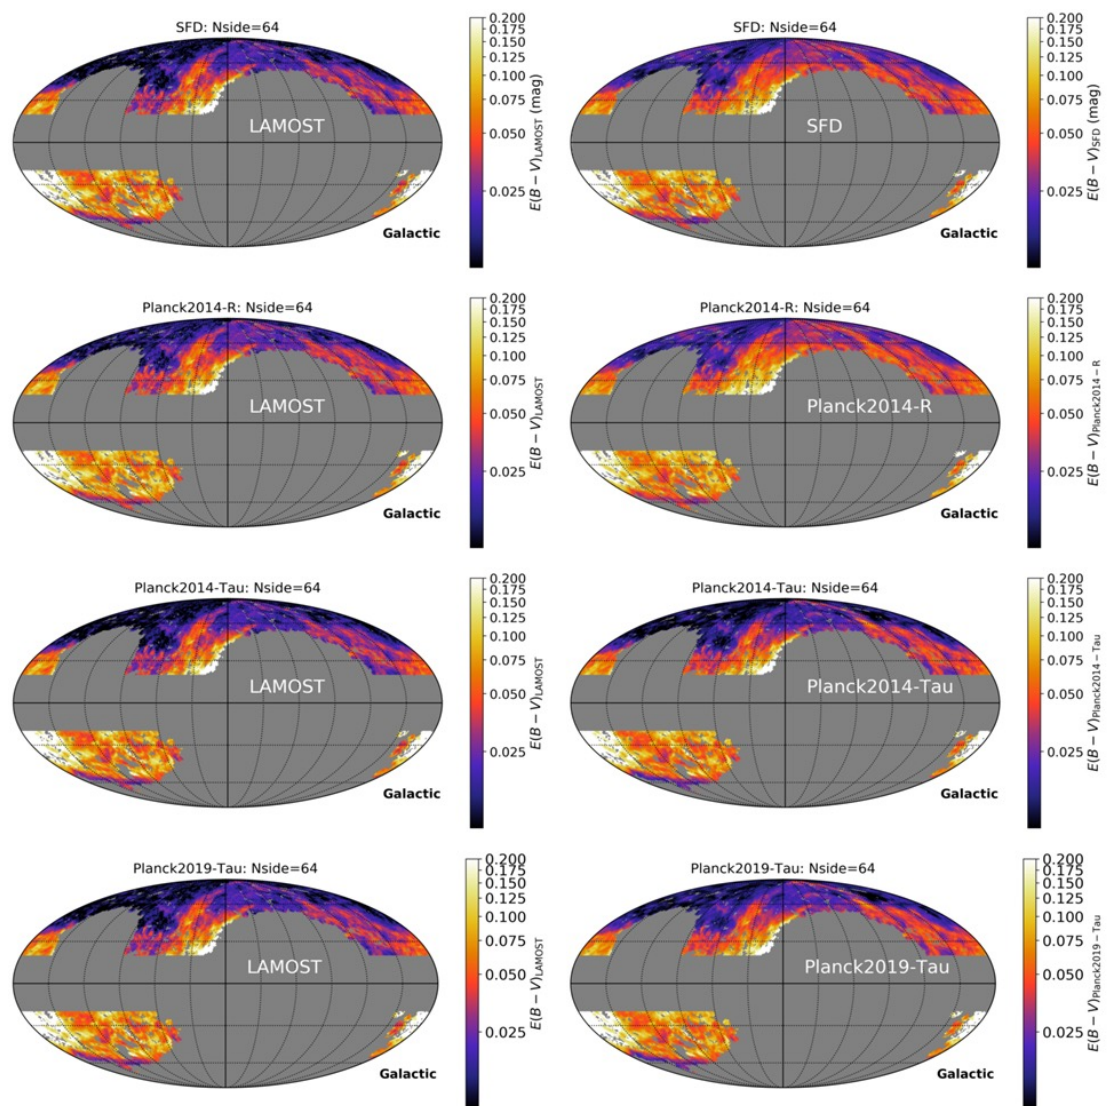 SFD: Nside=64
LAMOST
Galactic
0.200
0.175
0.150
0.125
0.100
0.075
0.050
0.025
E(B − V)LAMOST (mag)
SFD: Nside=64
SFD
Galactic
0.200
0.175
0.150
0.125
0.100
0.075
0.050
0.025
E(B − V)SFD (mag)
Planck2014-R: Nside=64
LAMOST
Galactic
0.200
0.175
0.150
0.125
0.100
0.075
0.050
0.025
E(B − V)LAMOST
Planck2014-R: Nside=64
Planck2014-R
Galactic
0.200
0.175
0.150
0.125
0.100
0.075
0.050
0.025
E(B − V)Planck2014−R
Planck2014-Tau: Nside=64
LAMOST
Galactic
0.200
0.175
0.150
0.125
0.100
0.075
0.050
0.025
E(B − V)LAMOST
Planck2014-Tau: Nside=64
Planck2014-Tau
Galactic
0.200
0.175
0.150
0.125
0.100
0.075
0.050
0.025
E(B − V)Planck2014−Tau
Planck2019-Tau: Nside=64
LAMOST
Galactic
0.200
0.175
0.150
0.125
0.100
0.075
0.050
0.025
E(B − V)LAMOST
Planck2019-Tau: Nside=64
Planck2019-Tau
Galactic
0.200
0.175
0.150
0.125
0.100
0.075
0.050
0.025
E(B − V)Planck2019−Tau